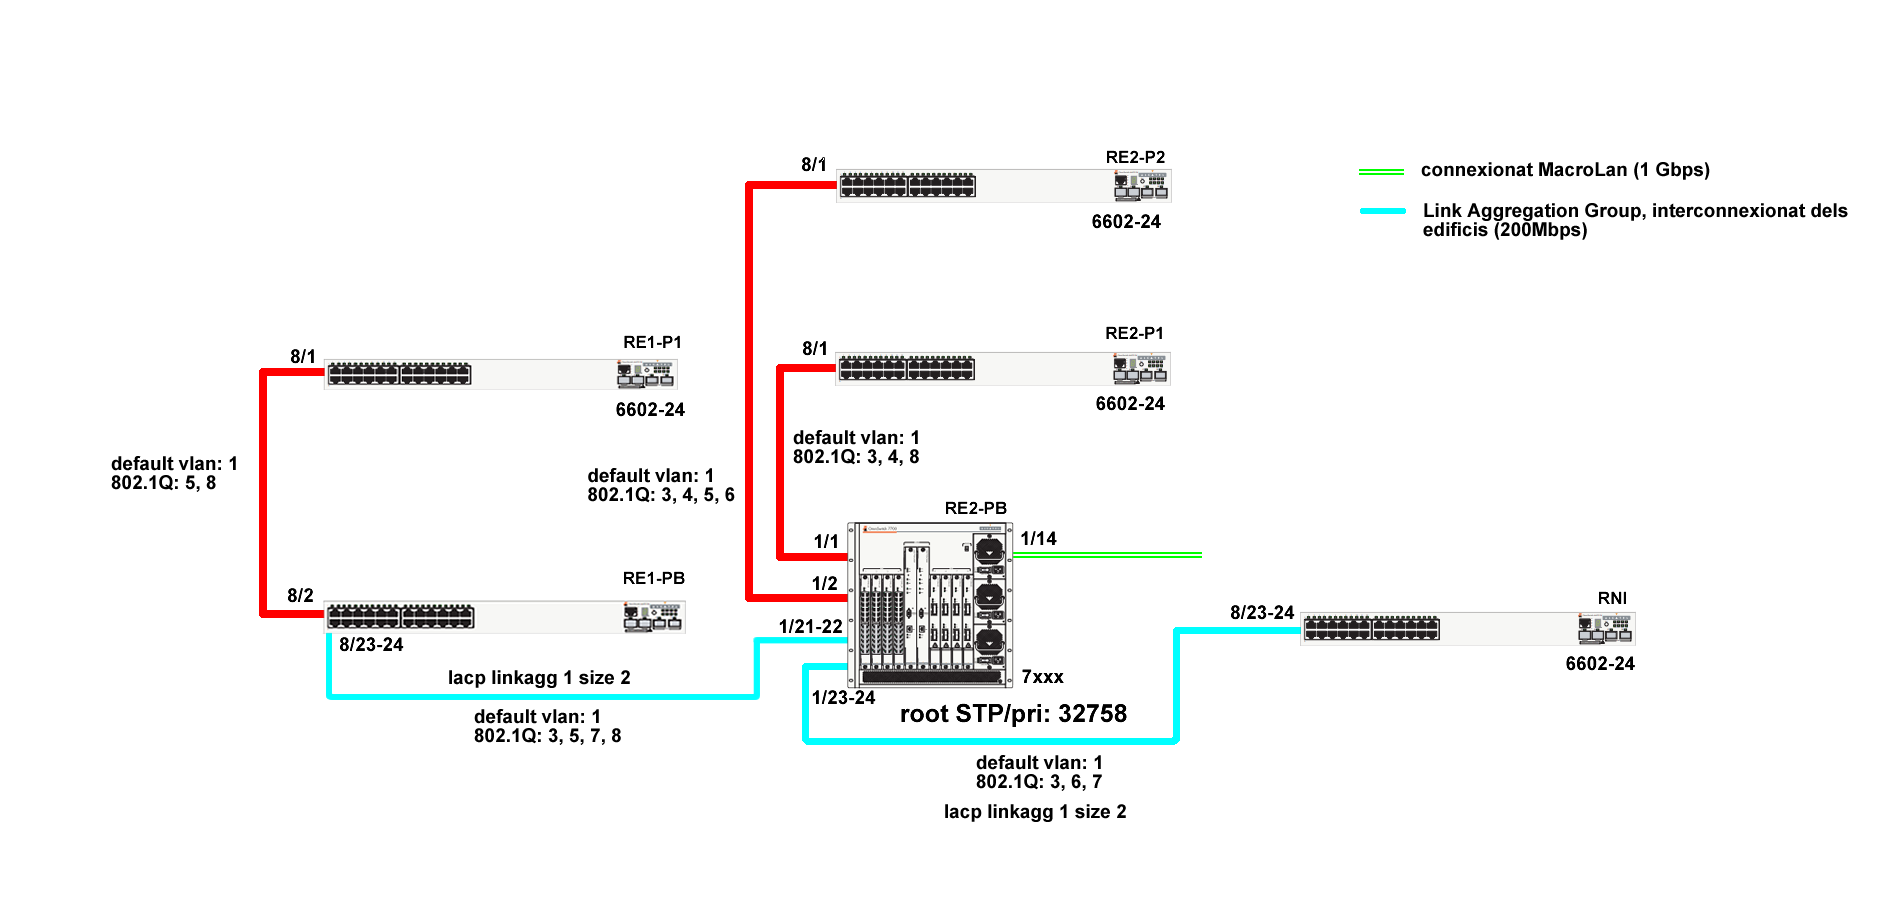 RE2-P2
8/1
6602-24
connexionat MacroLan (1 Gbps)
Link Aggregation Group, interconnexionat dels
edificis (200Mbps)
RE1-P1
8/1
6602-24
RE2-P1
8/1
6602-24
default vlan: 1
802.1Q: 3, 4, 8
default vlan: 1
802.1Q: 5, 8
default vlan: 1
802.1Q: 3, 4, 5, 6
RE2-PB
1/1
1/14
1/2
1/21-22
1/23-24
7xxx
root STP/pri: 32758
RE1-PB
8/2
8/23-24
lacp linkagg 1 size 2
default vlan: 1
802.1Q: 3, 5, 7, 8
RNI
8/23-24
6602-24
default vlan: 1
802.1Q: 3, 6, 7
lacp linkagg 1 size 2